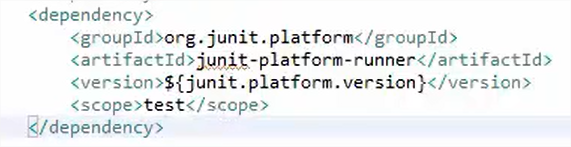 <dependency>
<groupId>org.junit.platform</groupId>
<artifactId>junit-platform-runner</artifactId>
<version>${junit.platform.version}</version>
<scope>test</scope>
</dependency>